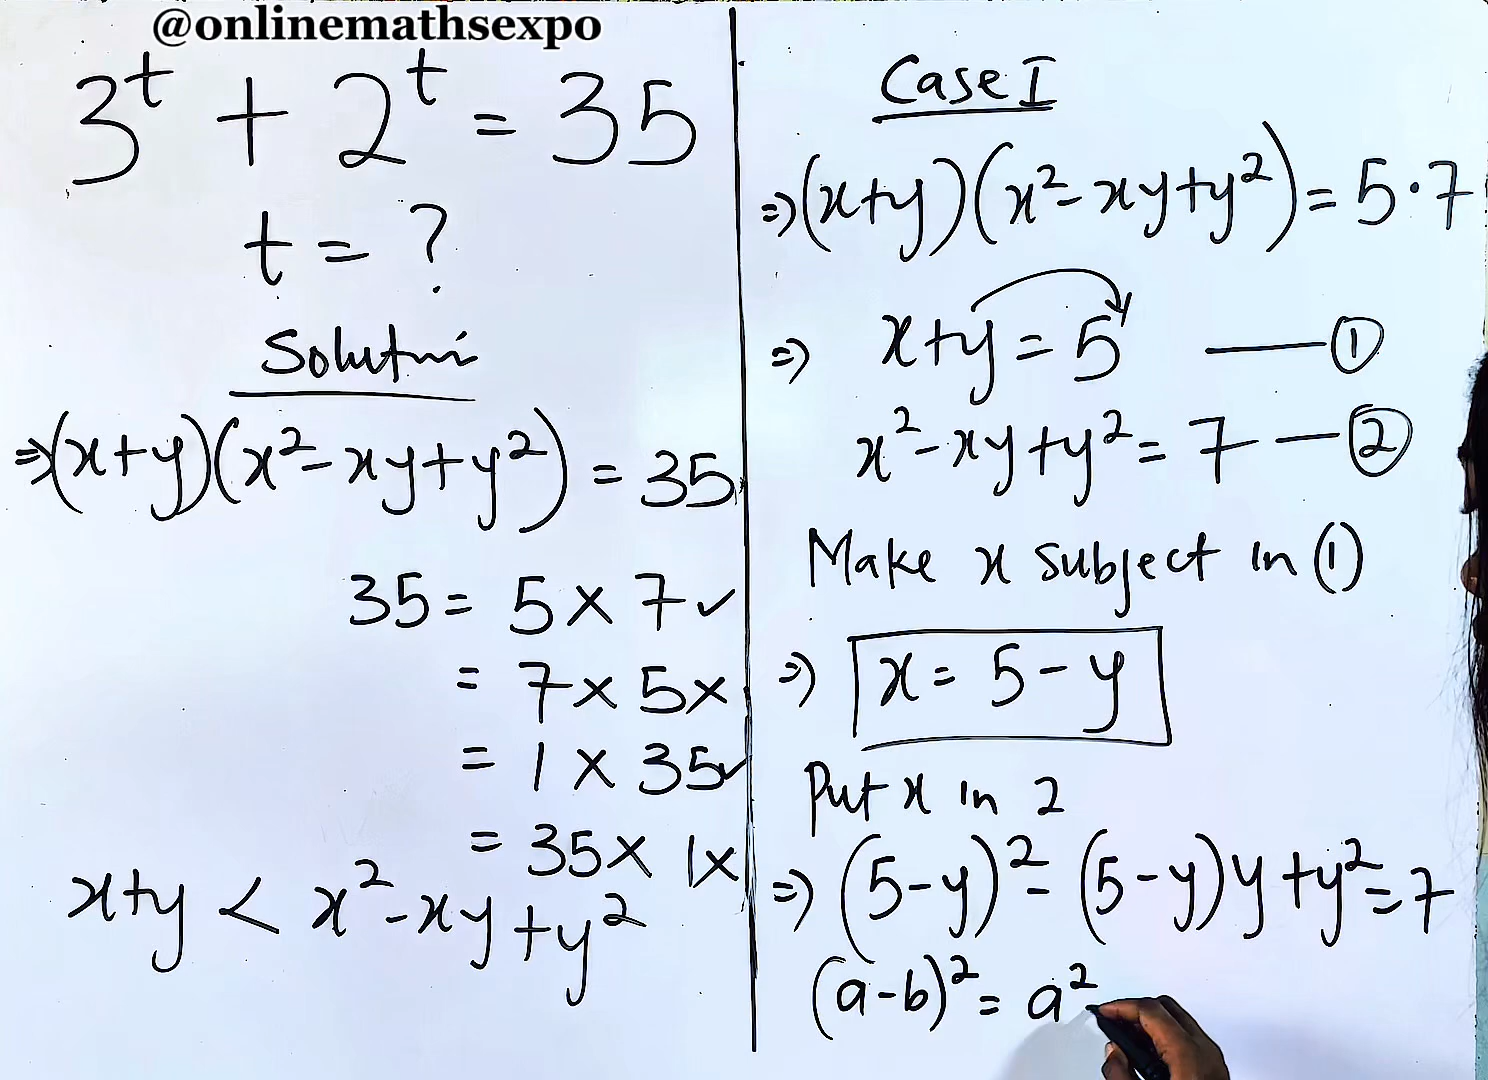 @onlinemathsexpo
3^t + 2^t = 35
t = ?
Solutni
⇒(x+y)(x²-xy+y²) = 35
35 = 5 × 7 ✓
= 7 × 5 ×
= 1 × 35 ✓
= 35 × 1 ×
x+y < x²-xy+y²
Case I
⇒(x+y)(x²-xy+y²) = 5·7
⇒ x+y = 5 —— ①
x²-xy+y² = 7 — ②
Make x subject in (1)
⇒ x = 5 - y
Put x in 2
⇒ (5-y)² - (5-y)y + y² = 7
(a-b)² = a² -